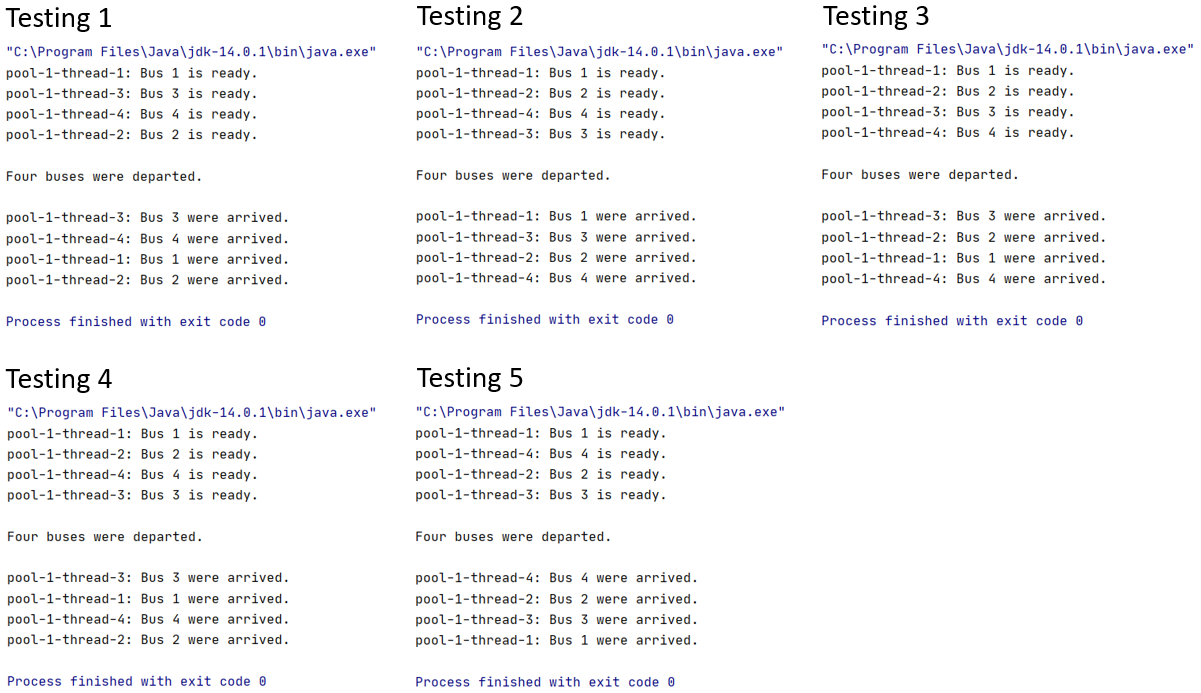 Testing 1
"C:\Program Files\Java\jdk-14.0.1\bin\java.exe"
pool-1-thread-1: Bus 1 is ready.
pool-1-thread-3: Bus 3 is ready.
pool-1-thread-4: Bus 4 is ready.
pool-1-thread-2: Bus 2 is ready.
Four buses were departed.
pool-1-thread-3: Bus 3 were arrived.
pool-1-thread-4: Bus 4 were arrived.
pool-1-thread-1: Bus 1 were arrived.
pool-1-thread-2: Bus 2 were arrived.
Process finished with exit code 0
Testing 2
"C:\Program Files\Java\jdk-14.0.1\bin\java.exe"
pool-1-thread-1: Bus 1 is ready.
pool-1-thread-2: Bus 2 is ready.
pool-1-thread-4: Bus 4 is ready.
pool-1-thread-3: Bus 3 is ready.
Four buses were departed.
pool-1-thread-1: Bus 1 were arrived.
pool-1-thread-3: Bus 3 were arrived.
pool-1-thread-2: Bus 2 were arrived.
pool-1-thread-4: Bus 4 were arrived.
Process finished with exit code 0
Testing 3
"C:\Program Files\Java\jdk-14.0.1\bin\java.exe"
pool-1-thread-1: Bus 1 is ready.
pool-1-thread-2: Bus 2 is ready.
pool-1-thread-3: Bus 3 is ready.
pool-1-thread-4: Bus 4 is ready.
Four buses were departed.
pool-1-thread-3: Bus 3 were arrived.
pool-1-thread-2: Bus 2 were arrived.
pool-1-thread-1: Bus 1 were arrived.
pool-1-thread-4: Bus 4 were arrived.
Process finished with exit code 0
Testing 4
"C:\Program Files\Java\jdk-14.0.1\bin\java.exe"
pool-1-thread-1: Bus 1 is ready.
pool-1-thread-2: Bus 2 is ready.
pool-1-thread-4: Bus 4 is ready.
pool-1-thread-3: Bus 3 is ready.
Four buses were departed.
pool-1-thread-3: Bus 3 were arrived.
pool-1-thread-1: Bus 1 were arrived.
pool-1-thread-4: Bus 4 were arrived.
pool-1-thread-2: Bus 2 were arrived.
Process finished with exit code 0
Testing 5
"C:\Program Files\Java\jdk-14.0.1\bin\java.exe"
pool-1-thread-1: Bus 1 is ready.
pool-1-thread-4: Bus 4 is ready.
pool-1-thread-2: Bus 2 is ready.
pool-1-thread-3: Bus 3 is ready.
Four buses were departed.
pool-1-thread-4: Bus 4 were arrived.
pool-1-thread-2: Bus 2 were arrived.
pool-1-thread-3: Bus 3 were arrived.
pool-1-thread-1: Bus 1 were arrived.
Process finished with exit code 0